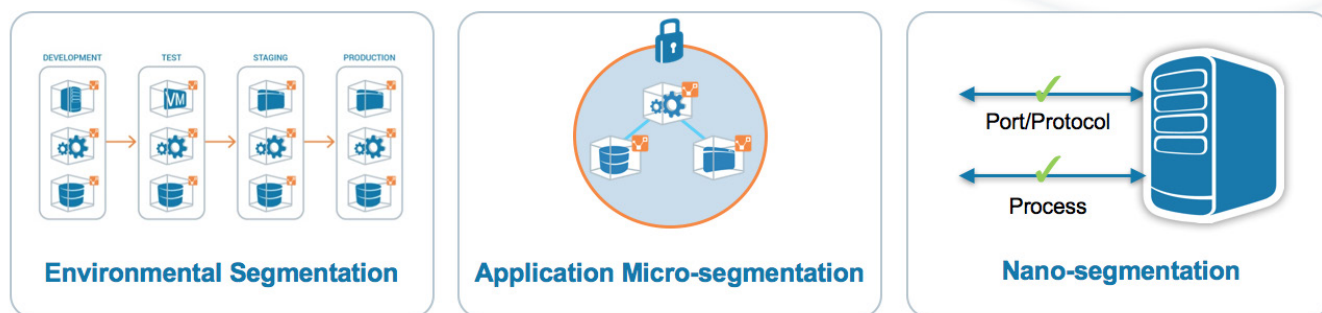 DEVELOPMENT
TEST
STAGING
PRODUCTION
VM
Environmental Segmentation
Application Micro-segmentation
Port/Protocol
Process
Nano-segmentation